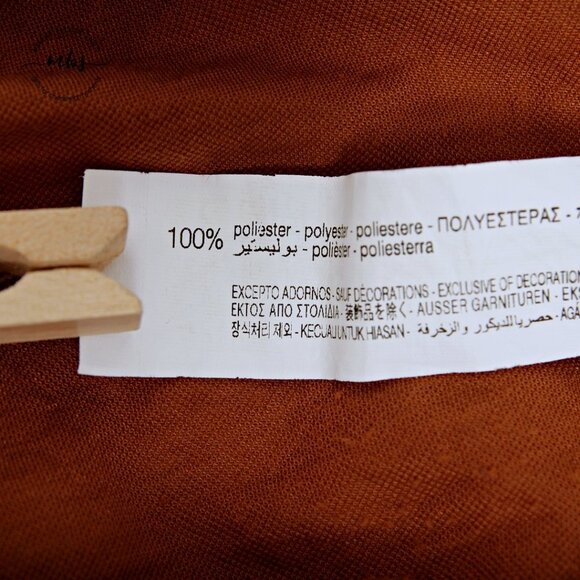 100% poliéster - polyester - poliestere - ΠΟΛΥΕΣΤΕΡΑΣ -
بوليستير - poliéster - poliesterra
EXCEPTO ADORNOS - SAUF DÉCORATIONS - EXCLUSIVE OF DECORATION
ΕΚΤΟΣ ΑΠΟ ΣΤΟΛΙΔΙΑ - 装飾品を除く - AUSSER GARNITUREN -
장식처리 제외 - KECUALI UNTUK HIASAN - حصريا للديكور والزخرفة -